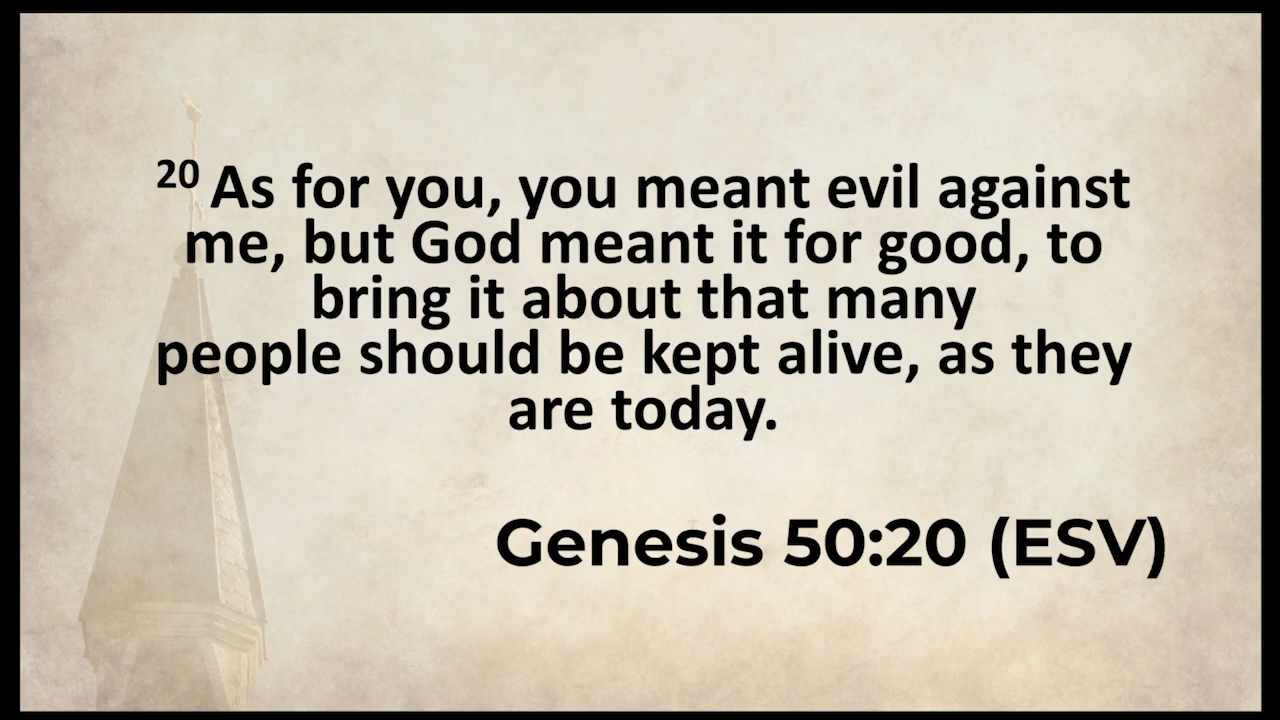 20 As for you, you meant evil against
me, but God meant it for good, to
bring it about that many
people should be kept alive, as they
are today.
Genesis 50:20 (ESV)